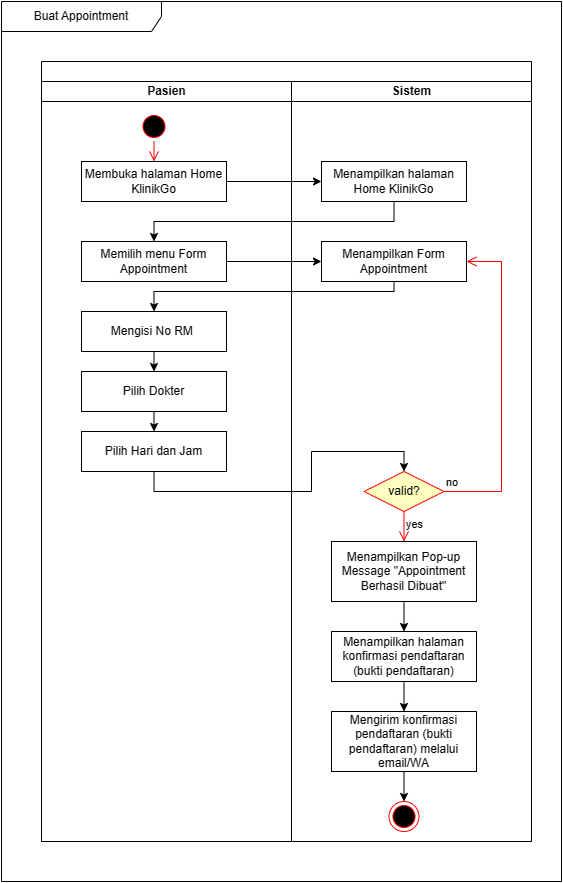 Buat Appointment
Pasien
Sistem
Membuka halaman Home
KlinikGo
Menampilkan halaman
Home KlinikGo
Memilih menu Form
Appointment
Menampilkan Form
Appointment
Mengisi No RM
Pilih Dokter
Pilih Hari dan Jam
valid?
no
yes
Menampilkan Pop-up
Message "Appointment
Berhasil Dibuat"
Menampilkan halaman
konfirmasi pendaftaran
(bukti pendaftaran)
Mengirim konfirmasi
pendaftaran (bukti
pendaftaran) melalui
email/WA